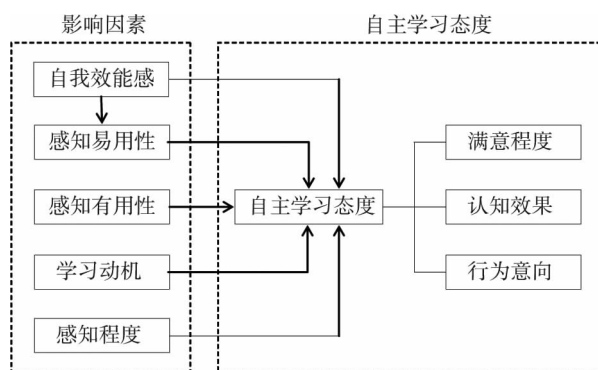 影响因素
自主学习态度
自我效能感
感知易用性
感知有用性
学习动机
感知程度
自主学习态度
满意程度
认知效果
行为意向